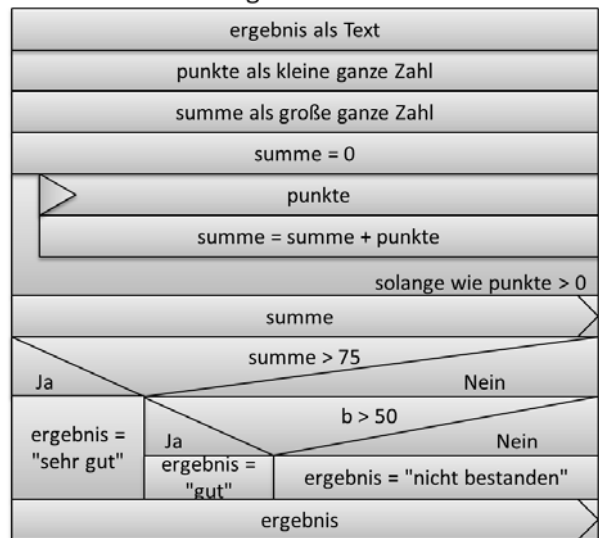 ergebnis als Text
punkte als kleine ganze Zahl
summe als große ganze Zahl
summe = 0
punkte
summe = summe + punkte
solange wie punkte > 0
summe
summe > 75
Ja
Nein
ergebnis =
"sehr gut"
b > 50
Ja
Nein
ergebnis =
"gut"
ergebnis = "nicht bestanden"
ergebnis